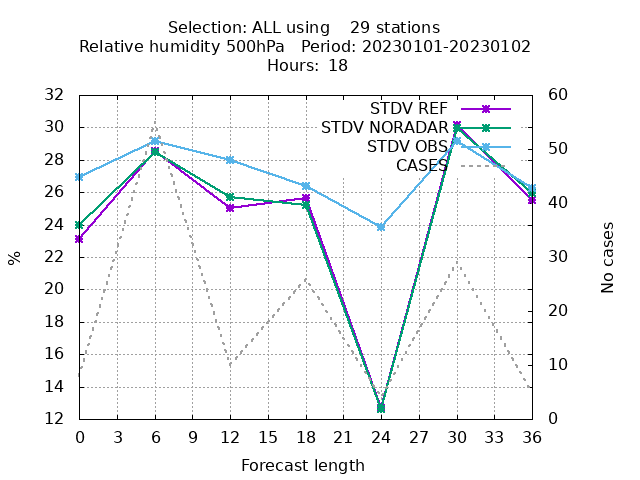 Selection: ALL using    29 stations
Relative humidity 500hPa   Period: 20230101-20230102
Hours: 18
32 60
30
28 50
26
24 40
22 30
20
18 20
16
14 10
12 0
STDV REF
STDV NORADAR
STDV OBS
CASES
%
No cases
0 3 6 9 12 15 18 21 24 27 30 33 36
Forecast length